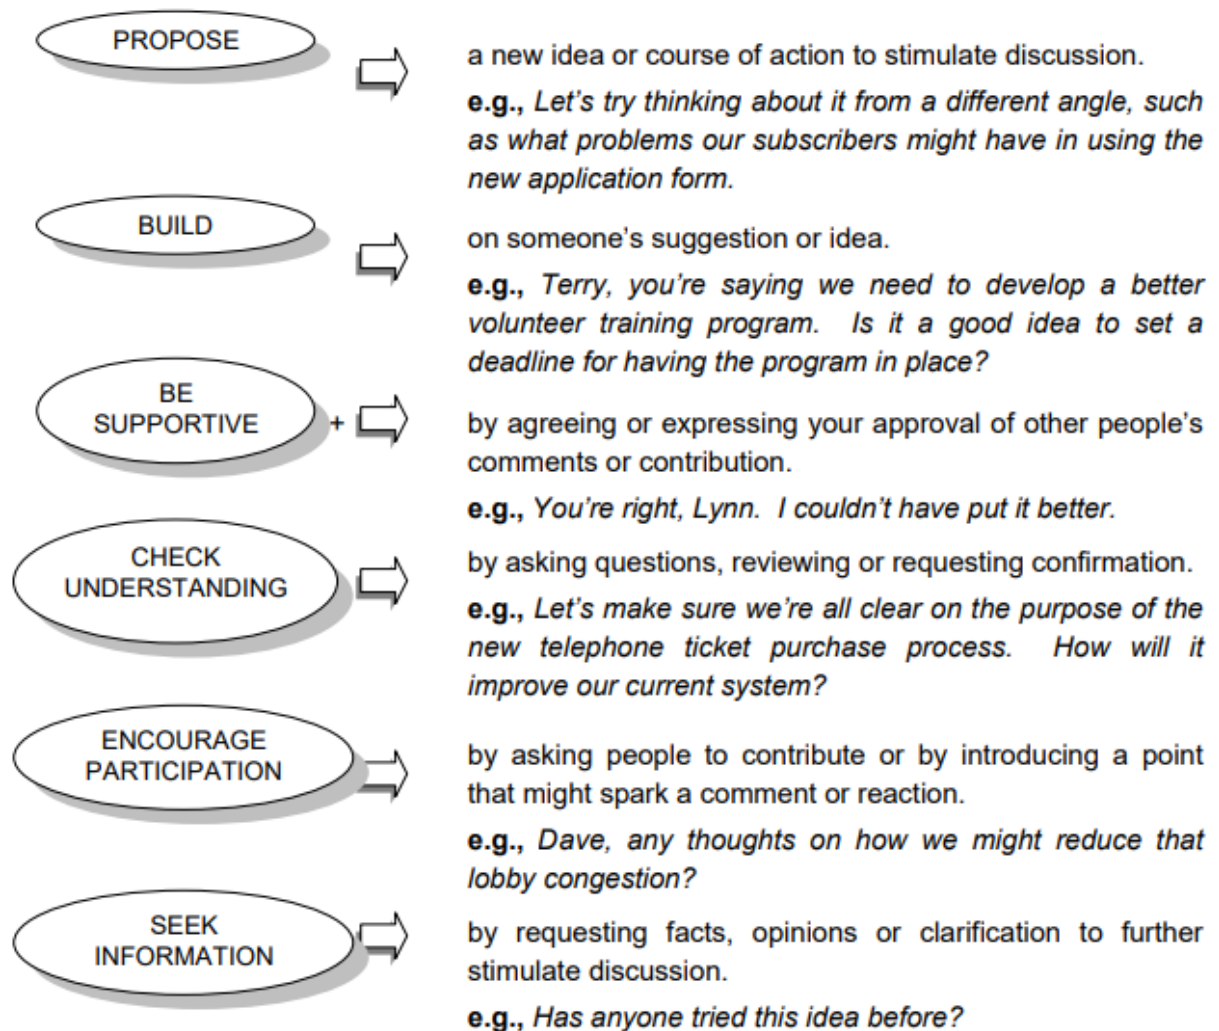 PROPOSE
a new idea or course of action to stimulate discussion.
e.g., Let's try thinking about it from a different angle, such
as what problems our subscribers might have in using the
new application form.
BUILD
on someone's suggestion or idea.
e.g., Terry, you're saying we need to develop a better
volunteer training program. Is it a good idea to set a
deadline for having the program in place?
BE
SUPPORTIVE
+
by agreeing or expressing your approval of other people's
comments or contribution.
e.g., You're right, Lynn. I couldn't have put it better.
CHECK
UNDERSTANDING
by asking questions, reviewing or requesting confirmation.
e.g., Let's make sure we're all clear on the purpose of the
new telephone ticket purchase process. How will it
improve our current system?
ENCOURAGE
PARTICIPATION
by asking people to contribute or by introducing a point
that might spark a comment or reaction.
e.g., Dave, any thoughts on how we might reduce that
lobby congestion?
SEEK
INFORMATION
by requesting facts, opinions or clarification to further
stimulate discussion.
e.g., Has anyone tried this idea before?